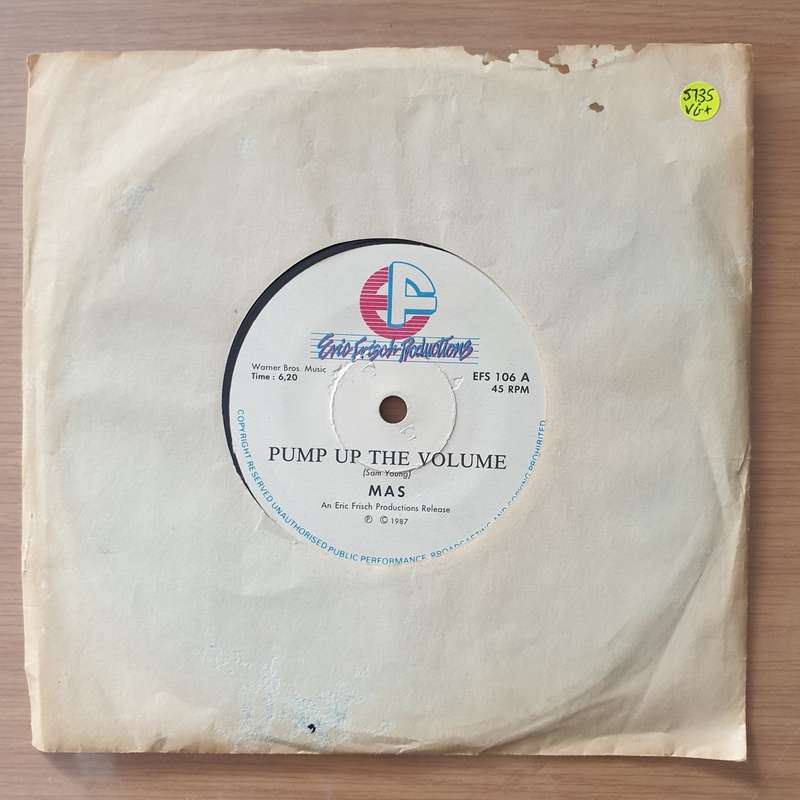 5735
VG+
Eric Frisch Productions
Warner Bros. Music
Time : 6,20
EFS 106 A
45 RPM
PUMP UP THE VOLUME
(Sam Young)
MAS
An Eric Frisch Productions Release
℗ © 1987
COPYRIGHT RESERVED UNAUTHORISED PUBLIC PERFORMANCE, BROADCASTING AND COPYING PROHIBITED